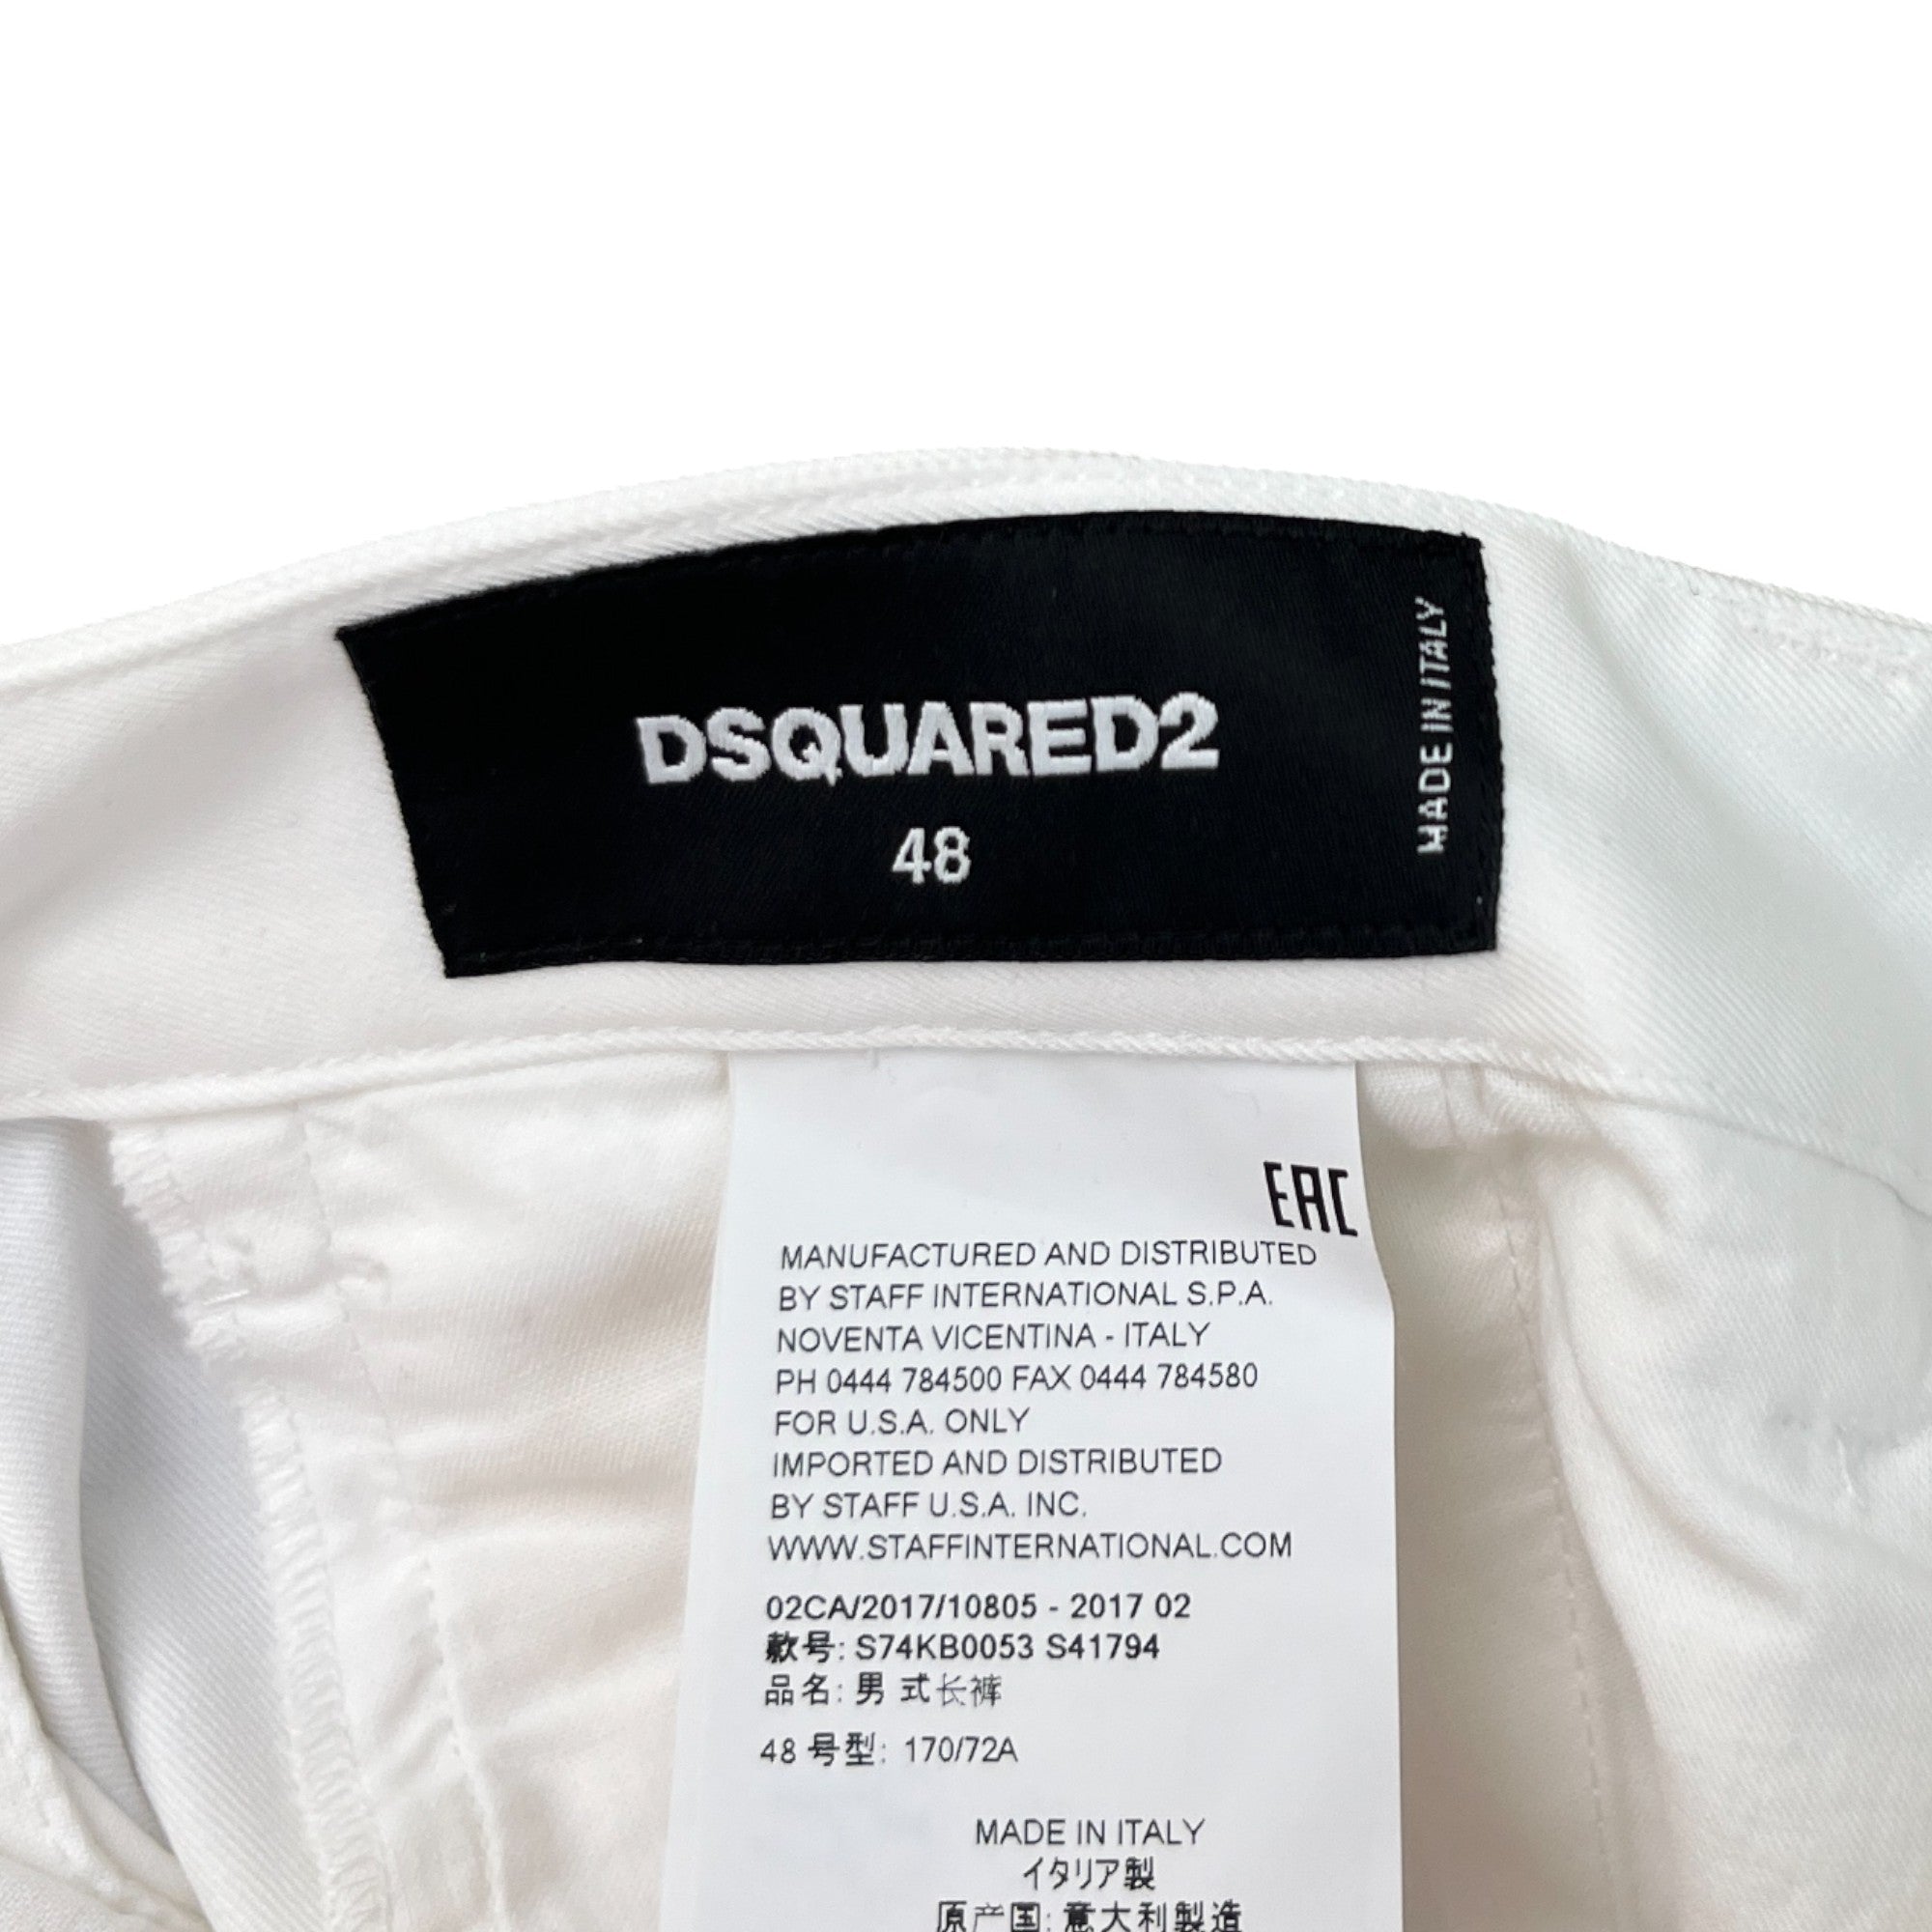 DSQUARED2
48
MADE IN ITALY
EAC
MANUFACTURED AND DISTRIBUTED
BY STAFF INTERNATIONAL S.P.A.
NOVENTA VICENTINA - ITALY
PH 0444 784500 FAX 0444 784580
FOR U.S.A. ONLY
IMPORTED AND DISTRIBUTED
BY STAFF U.S.A. INC.
WWW.STAFFINTERNATIONAL.COM
02CA/2017/10805 - 2017 02
款号: S74KB0053 S41794
品名: 男 式长裤
48 号型: 170/72A
MADE IN ITALY
イタリア製
原产国: 意大利製造